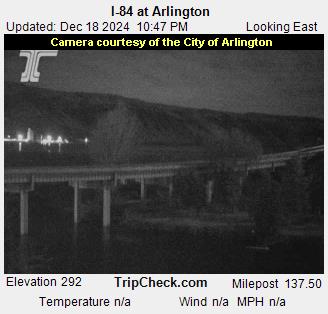 I-84 at Arlington
Updated: Dec 18 2024 10:47 PM Looking East
Camera courtesy of the City of Arlington
Elevation 292 TripCheck.com Milepost 137.50
Temperature n/a Wind n/a MPH n/a